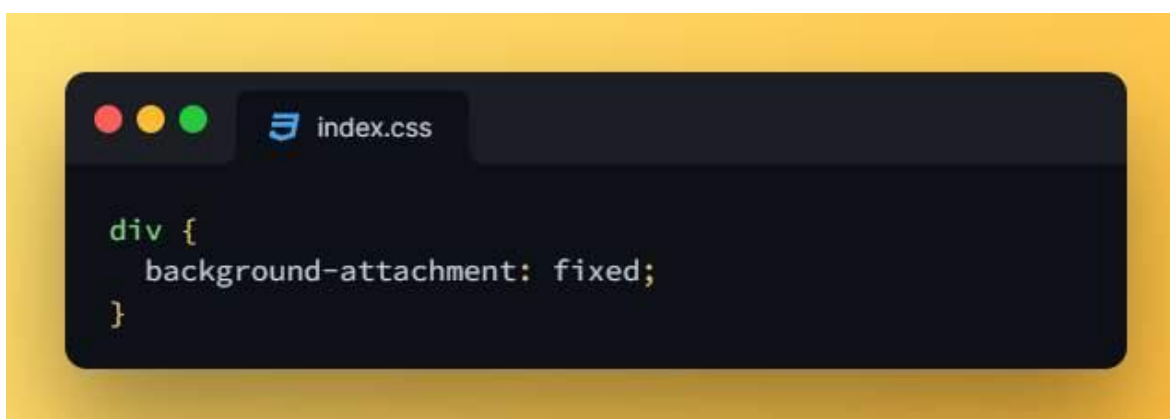 index.css
div {
  background-attachment: fixed;
}